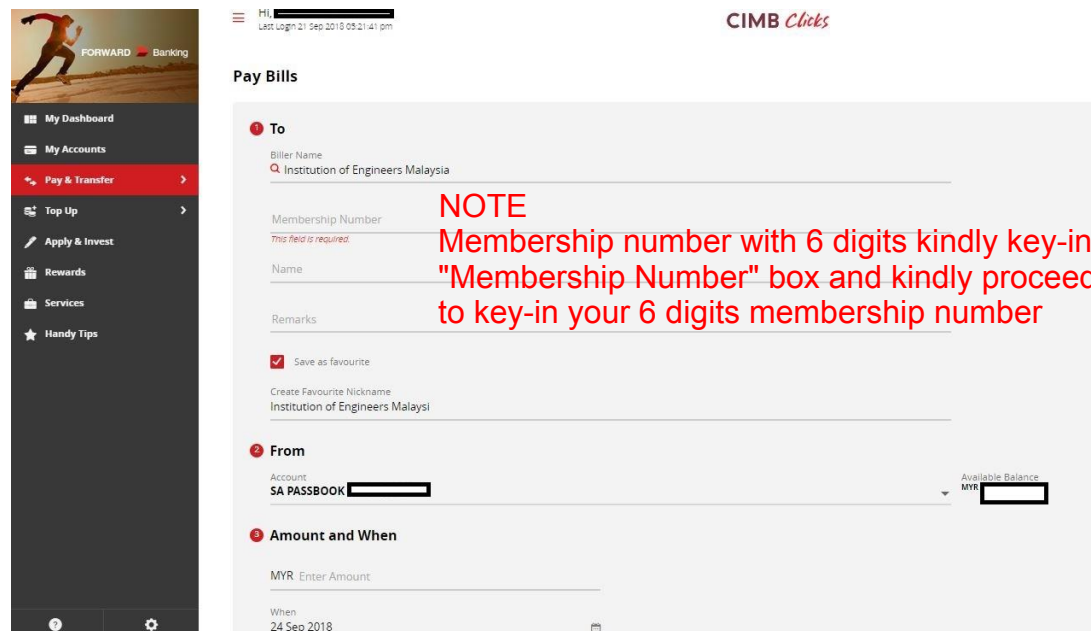 FORWARD Banking
My Dashboard
My Accounts
Pay & Transfer
Top Up
Apply & Invest
Rewards
Services
Handy Tips
Hi,
Last Login 21 Sep 2018 05:21:41 pm
CIMB Clicks
Pay Bills
1 To
Biller Name
Institution of Engineers Malaysia
Membership Number
This field is required.
Name
Remarks
NOTE
Membership number with 6 digits kindly key-in
"Membership Number" box and kindly proceed
to key-in your 6 digits membership number
Save as favourite
Create Favourite Nickname
Institution of Engineers Malaysi
2 From
Account
SA PASSBOOK
Available Balance
MYR
3 Amount and When
MYR Enter Amount
When
24 Sep 2018